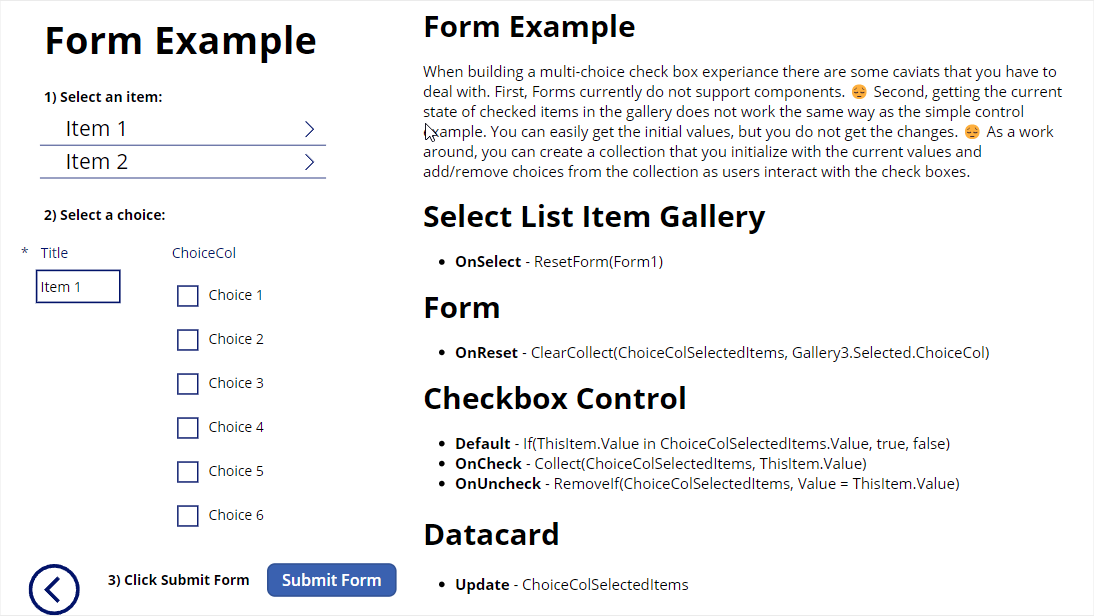 Form Example
1) Select an item:
Item 1
Item 2
2) Select a choice:
* Title
ChoiceCol
Item 1
Choice 1
Choice 2
Choice 3
Choice 4
Choice 5
Choice 6
3) Click Submit Form
Submit Form
Form Example
When building a multi-choice check box experiance there are some caviats that you have to
deal with. First, Forms currently do not support components. 😔 Second, getting the current
state of checked items in the gallery does not work the same way as the simple control
example. You can easily get the initial values, but you do not get the changes. 😔 As a work
around, you can create a collection that you initialize with the current values and
add/remove choices from the collection as users interact with the check boxes.
Select List Item Gallery
• OnSelect - ResetForm(Form1)
Form
• OnReset - ClearCollect(ChoiceColSelectedItems, Gallery3.Selected.ChoiceCol)
Checkbox Control
• Default - If(ThisItem.Value in ChoiceColSelectedItems.Value, true, false)
• OnCheck - Collect(ChoiceColSelectedItems, ThisItem.Value)
• OnUncheck - RemoveIf(ChoiceColSelectedItems, Value = ThisItem.Value)
Datacard
• Update - ChoiceColSelectedItems